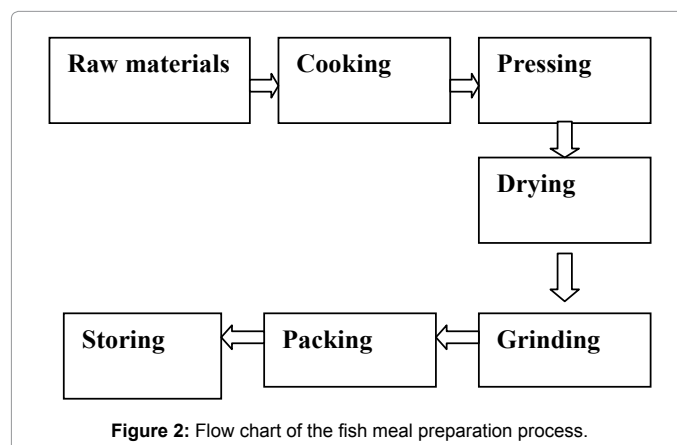 Raw materials
Cooking
Pressing
Drying
Grinding
Packing
Storing
Figure 2: Flow chart of the fish meal preparation process.